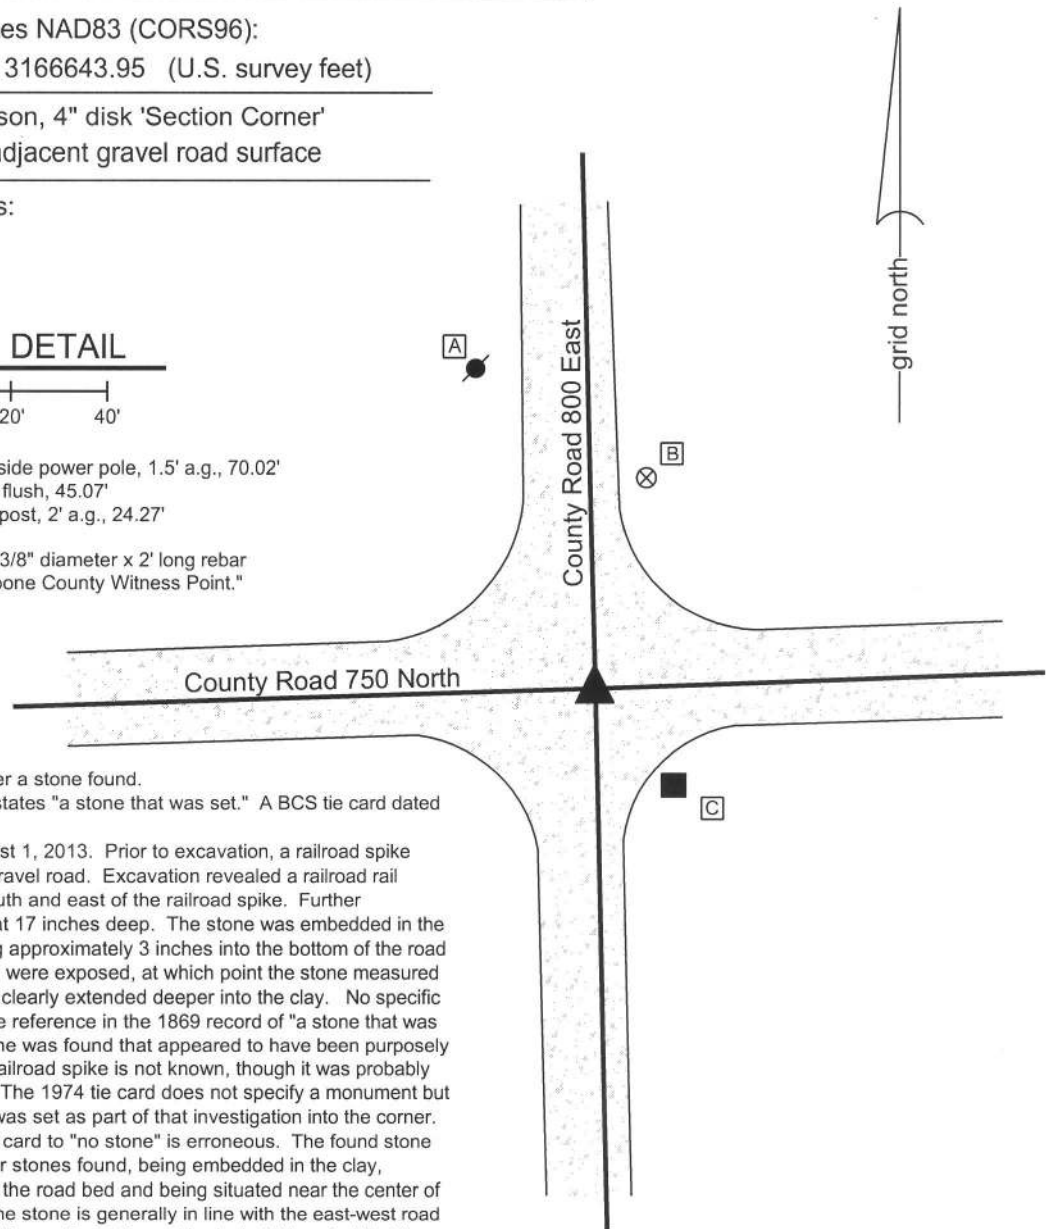 es NAD83 (CORS96):
3166643.95 (U.S. survey feet)
son, 4" disk 'Section Corner'
adjacent gravel road surface
s:
DETAIL
20' 40'
side power pole, 1.5' a.g., 70.02'
flush, 45.07'
post, 2' a.g., 24.27'
3/8" diameter x 2' long rebar
oone County Witness Point."
grid north
A
B
County Road 800 East
County Road 750 North
C
er a stone found.
states "a stone that was set." A BCS tie card dated
st 1, 2013. Prior to excavation, a railroad spike
ravel road. Excavation revealed a railroad rail
uth and east of the railroad spike. Further
at 17 inches deep. The stone was embedded in the
g approximately 3 inches into the bottom of the road
were exposed, at which point the stone measured
clearly extended deeper into the clay. No specific
e reference in the 1869 record of "a stone that was
ne was found that appeared to have been purposely
ailroad spike is not known, though it was probably
The 1974 tie card does not specify a monument but
was set as part of that investigation into the corner.
card to "no stone" is erroneous. The found stone
r stones found, being embedded in the clay,
the road bed and being situated near the center of
ne stone is generally in line with the east-west road